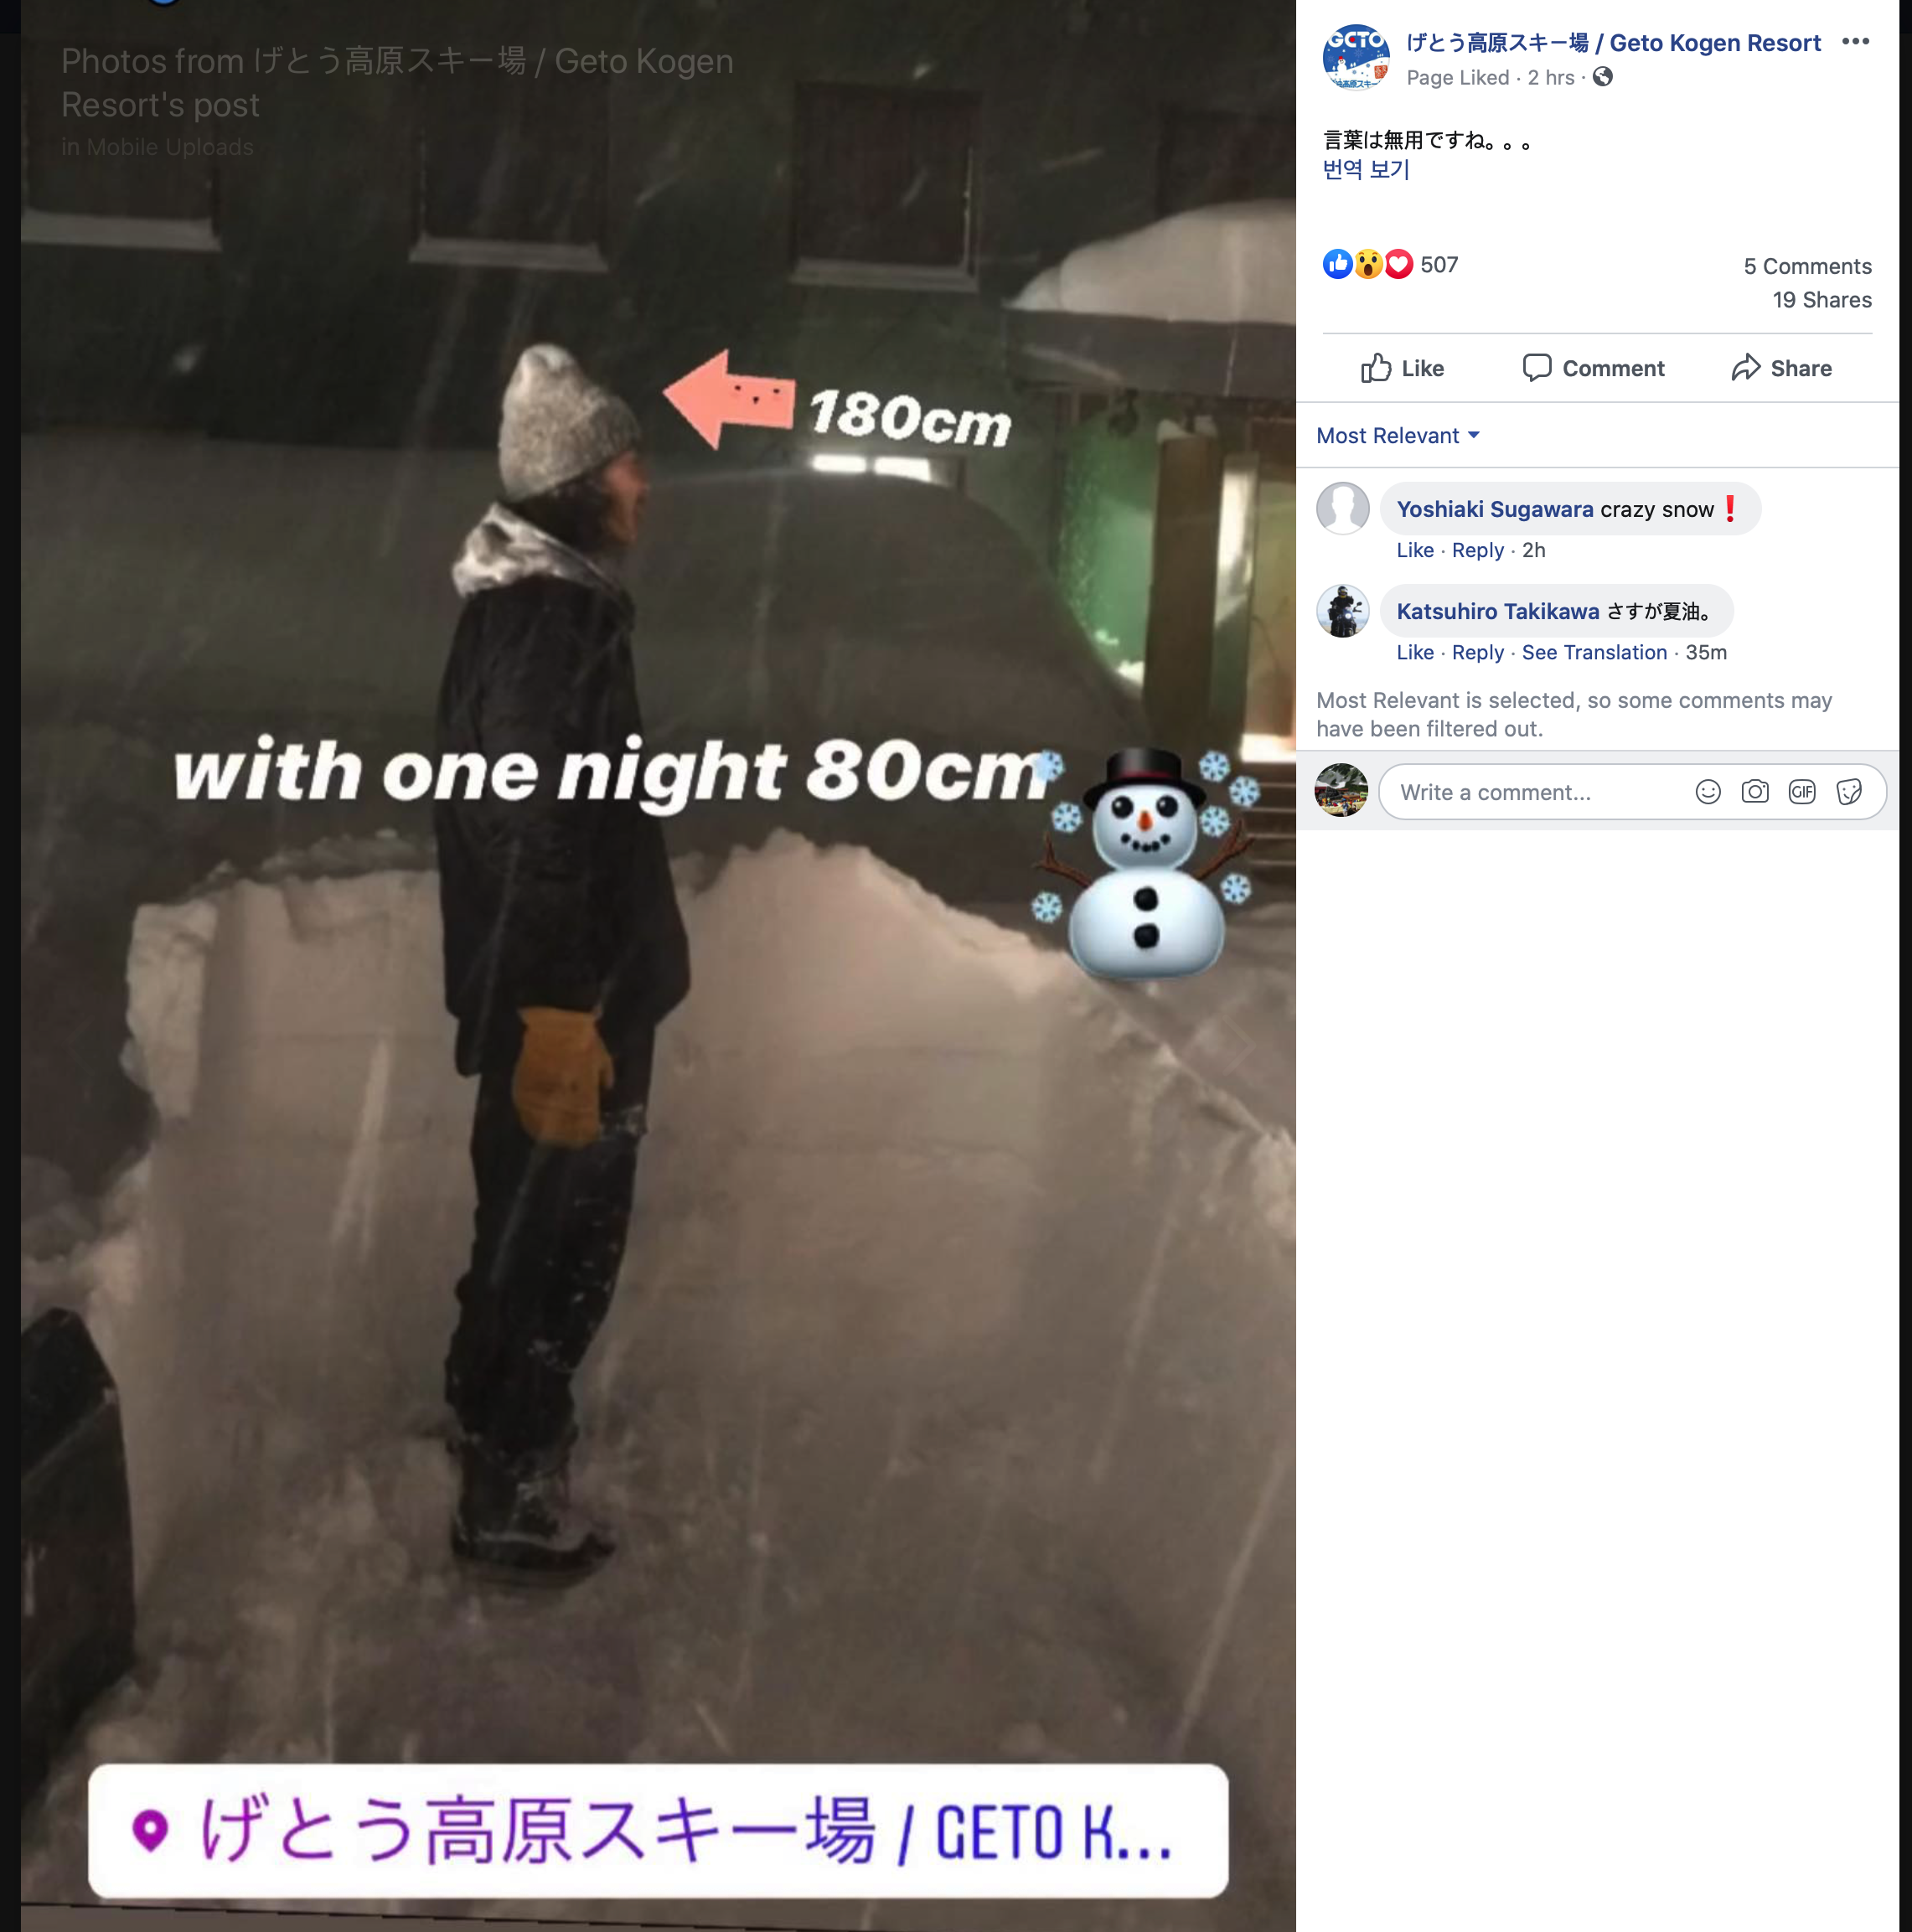 Photos from げとう高原スキー場 / Geto Kogen
Resort's post
in Mobile Uploads
180cm
with one night 80cm
げとう高原スキー場 / GETO K...
GETO
げとう高原スキー場 / Geto Kogen Resort
Page Liked · 2 hrs ·
言葉は無用ですね。。。
번역 보기
507
5 Comments
19 Shares
Like
Comment
Share
Most Relevant
Yoshiaki Sugawara crazy snow❗
Like · Reply · 2h
Katsuhiro Takikawa さすが夏油。
Like · Reply · See Translation · 35m
Most Relevant is selected, so some comments may
have been filtered out.
Write a comment...
GIF